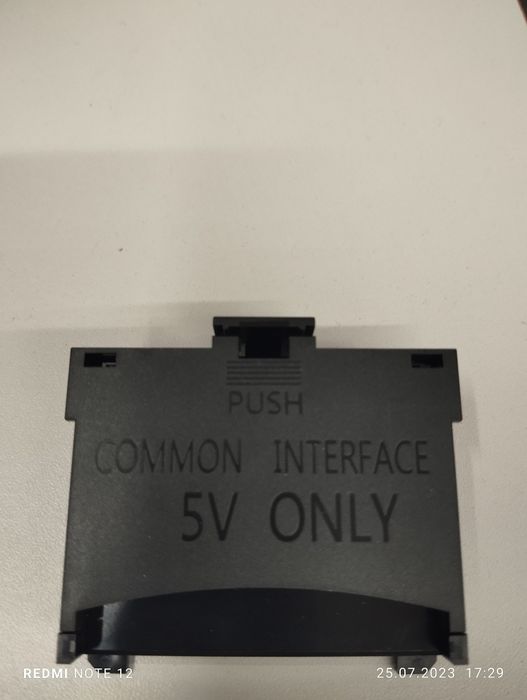 PUSH
COMMON INTERFACE
5V ONLY
REDMI NOTE 12
25.07.2023 17:29